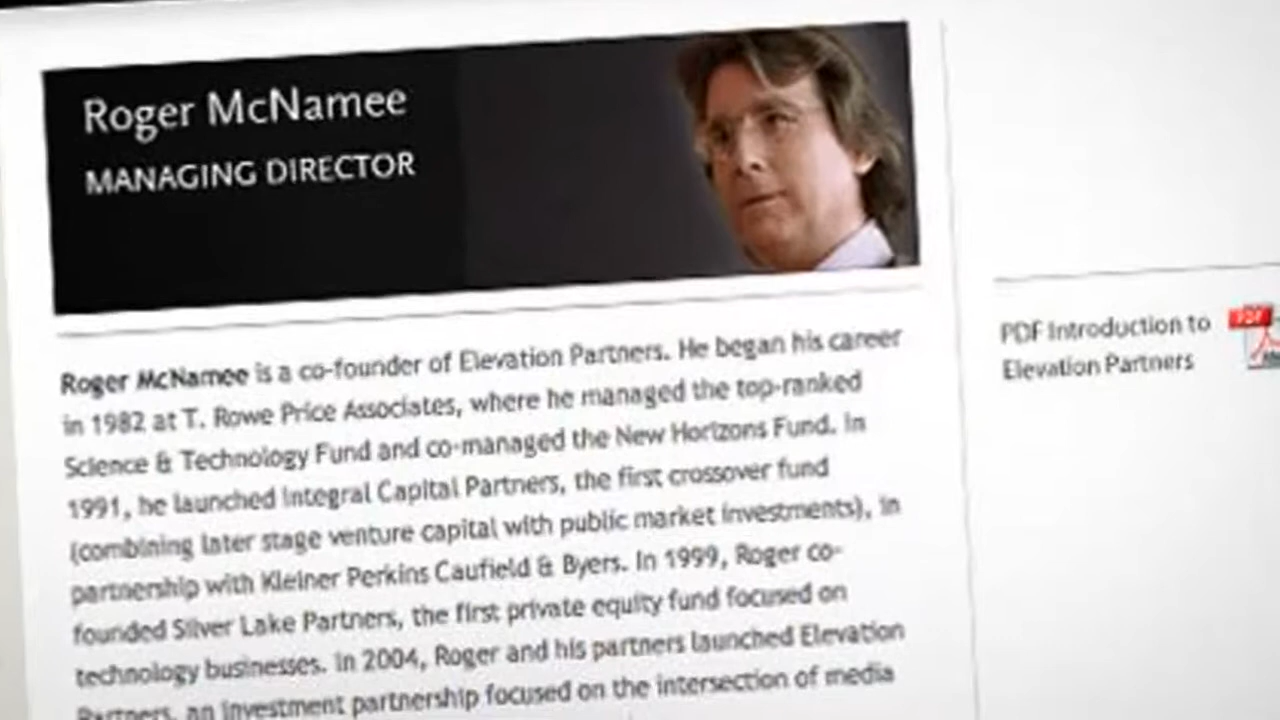 Roger McNamee
MANAGING DIRECTOR
Roger McNamee is a co-founder of Elevation Partners. He began his career
in 1982 at T. Rowe Price Associates, where he managed the top-ranked
Science & Technology Fund and co-managed the New Horizons Fund. In
1991, he launched Integral Capital Partners, the first crossover fund
(combining later stage venture capital with public market investments), in
partnership with Kleiner Perkins Caufield & Byers. In 1999, Roger co-
founded Silver Lake Partners, the first private equity fund focused on
technology businesses. In 2004, Roger and his partners launched Elevation
Partners, an investment partnership focused on the intersection of media
PDF Introduction to
Elevation Partners
PDF